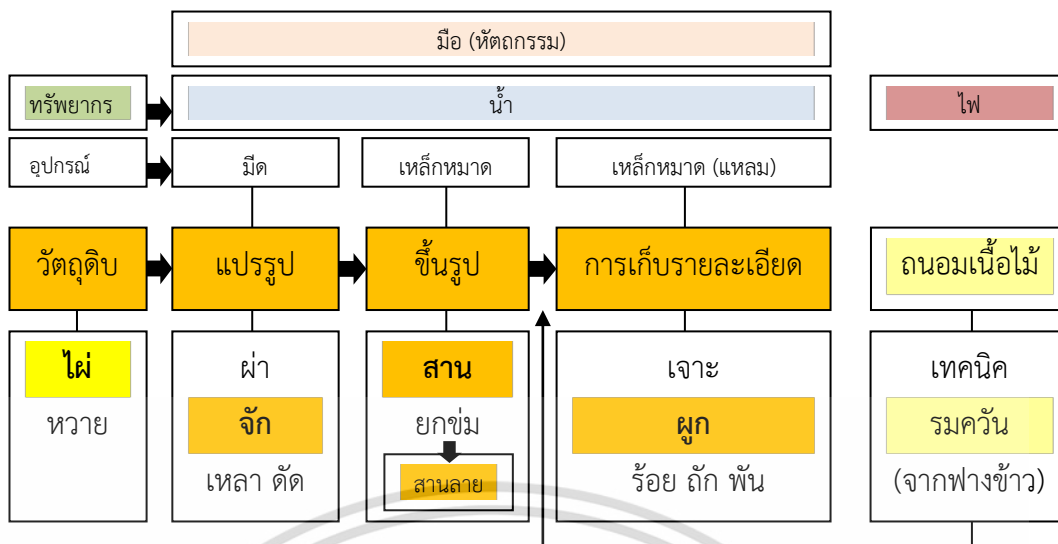 มือ (หัตถกรรม)
ทรัพยากร
น้ำ
ไฟ
อุปกรณ์
มีด
เหล็กหมาด
เหล็กหมาด (แหลม)
วัตถุดิบ
แปรรูป
ขึ้นรูป
การเก็บรายละเอียด
ถนอมเนื้อไม้
ไผ่
หวาย
ผ่า
จัก
เหลา ดัด
สาน
ยกข่ม
สานลาย
เจาะ
ผูก
ร้อย ถัก พัน
เทคนิค
รมควัน
(จากฟางข้าว)